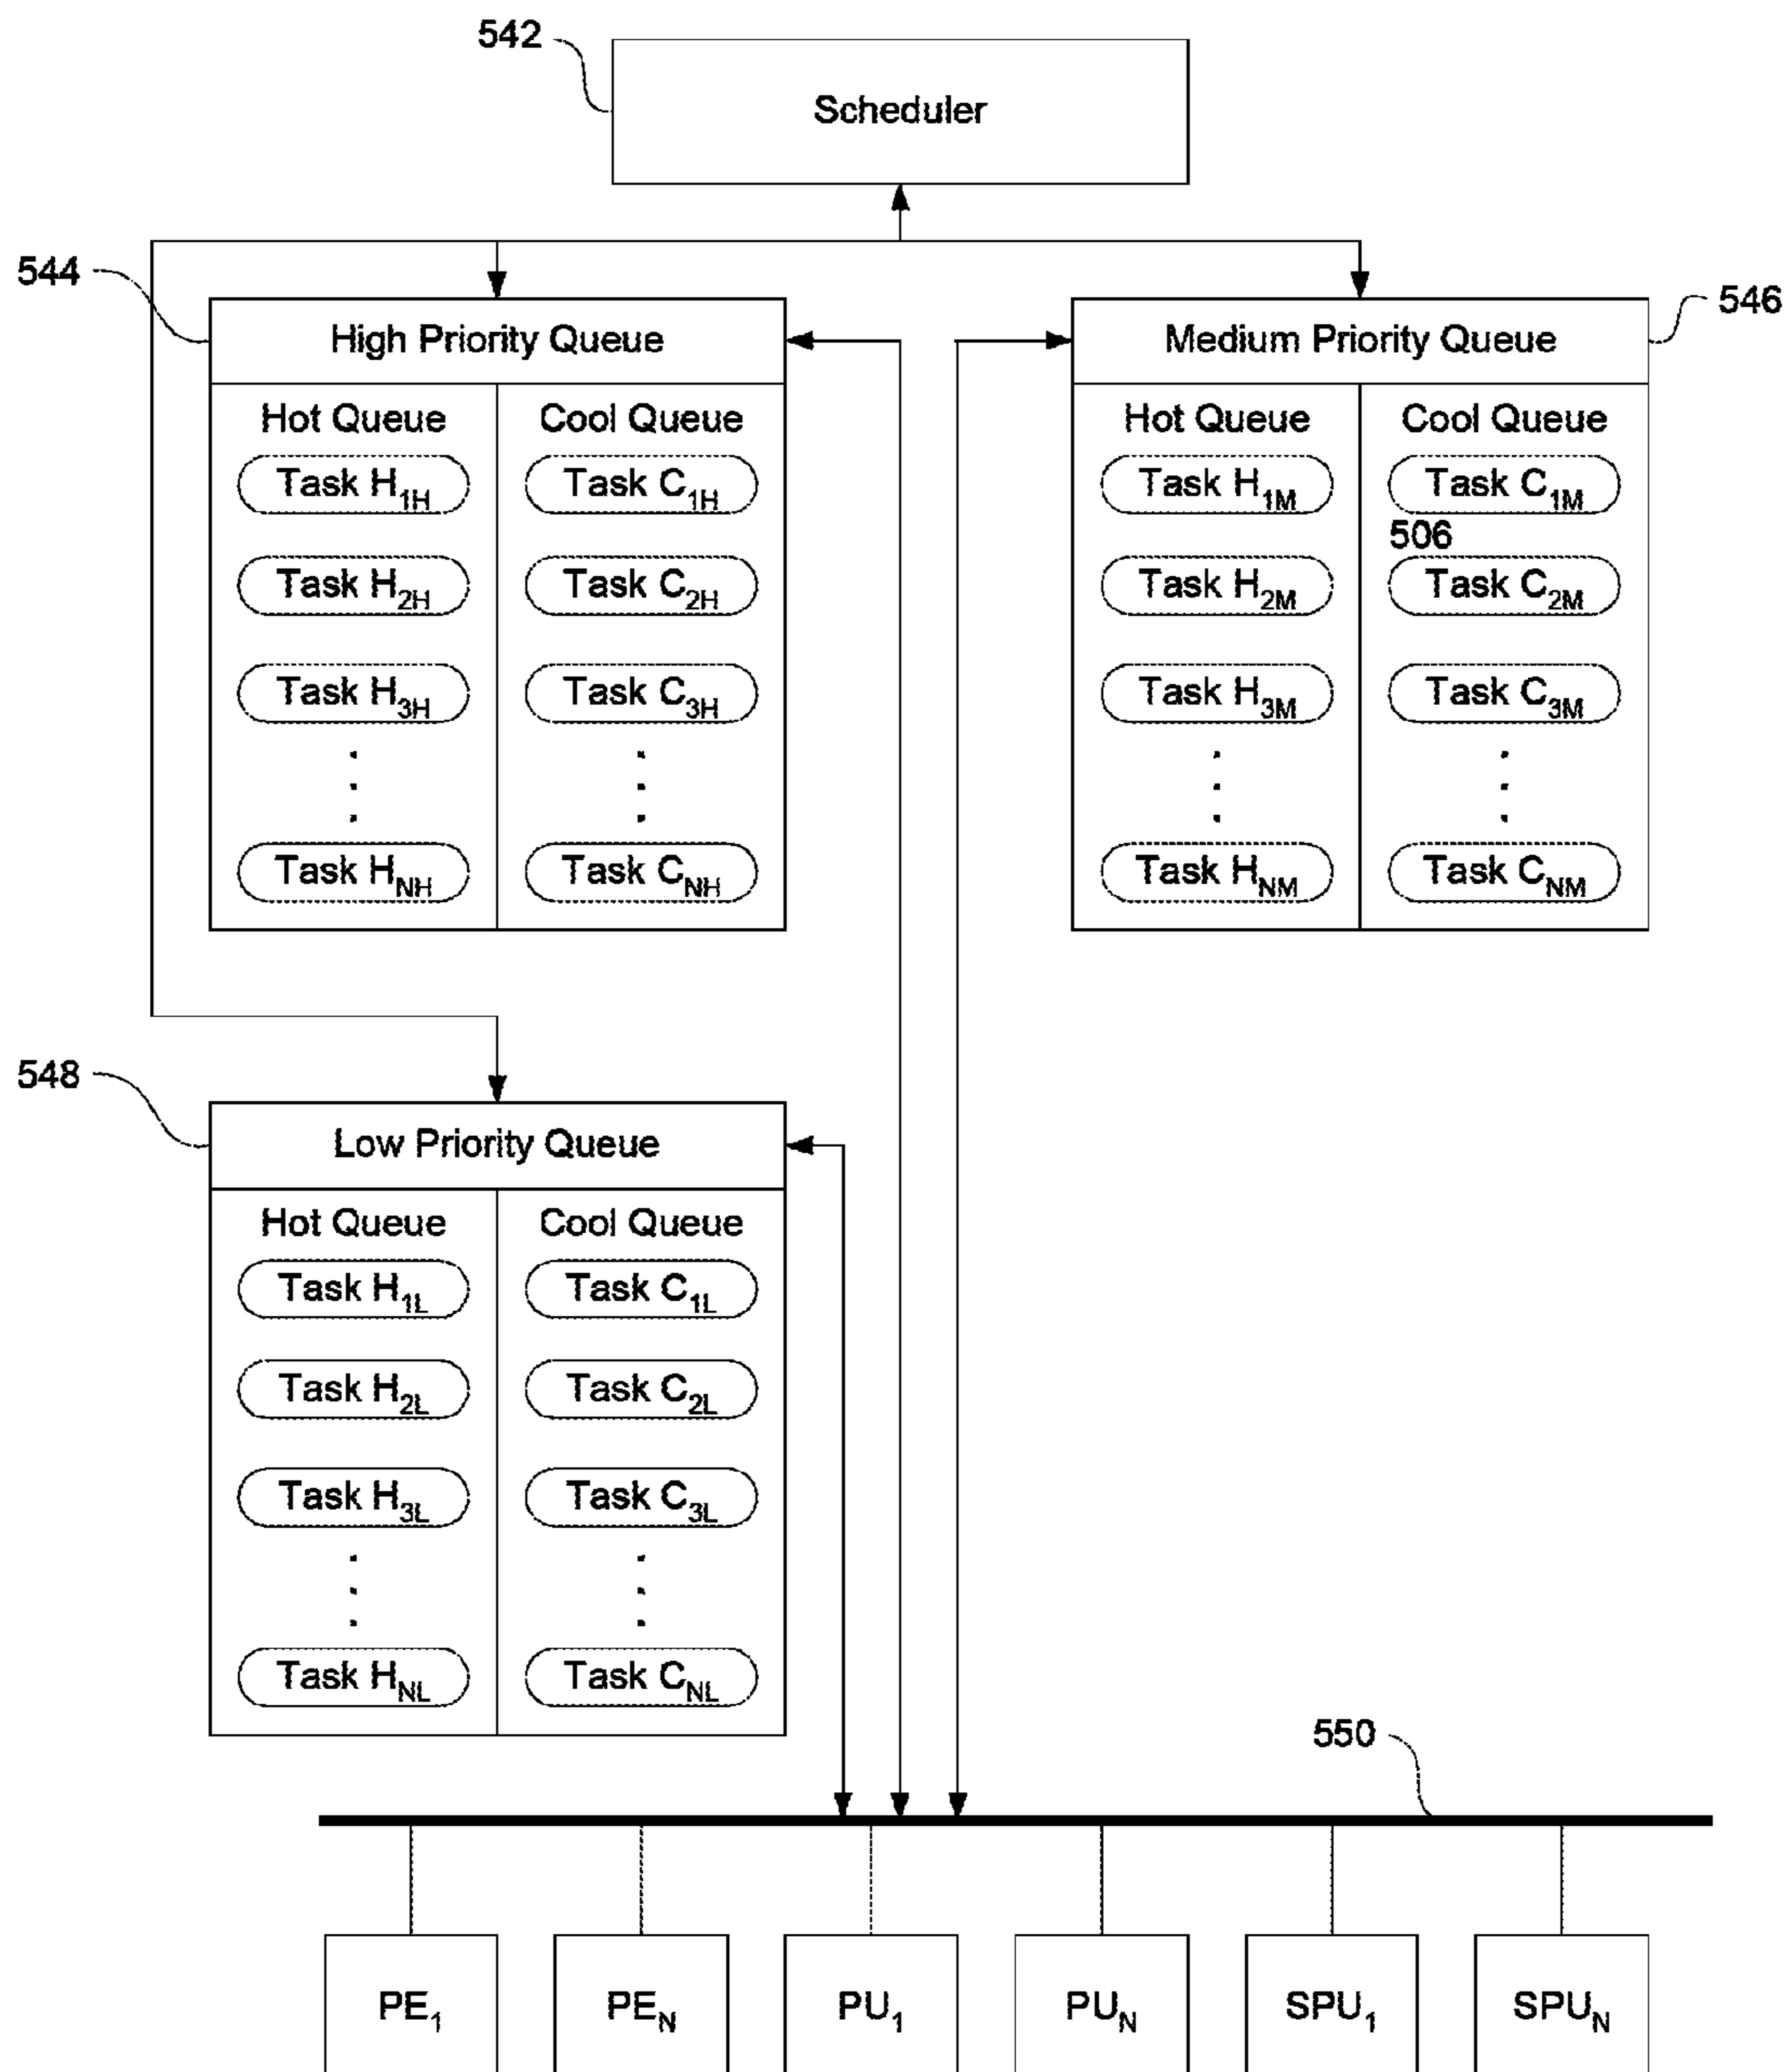 542
Scheduler
544
546
High Priority Queue
Medium Priority Queue
Hot Queue Cool Queue
Hot Queue Cool Queue
Task H1H Task C1H
Task H1M Task C1M
506
Task H2H Task C2H
Task H2M Task C2M
Task H3H Task C3H
Task H3M Task C3M
Task HNH Task CNH
Task HNM Task CNM
548
Low Priority Queue
Hot Queue Cool Queue
Task H1L Task C1L
Task H2L Task C2L
Task H3L Task C3L
Task HNL Task CNL
550
PE1 PEN PU1 PUN SPU1 SPUN